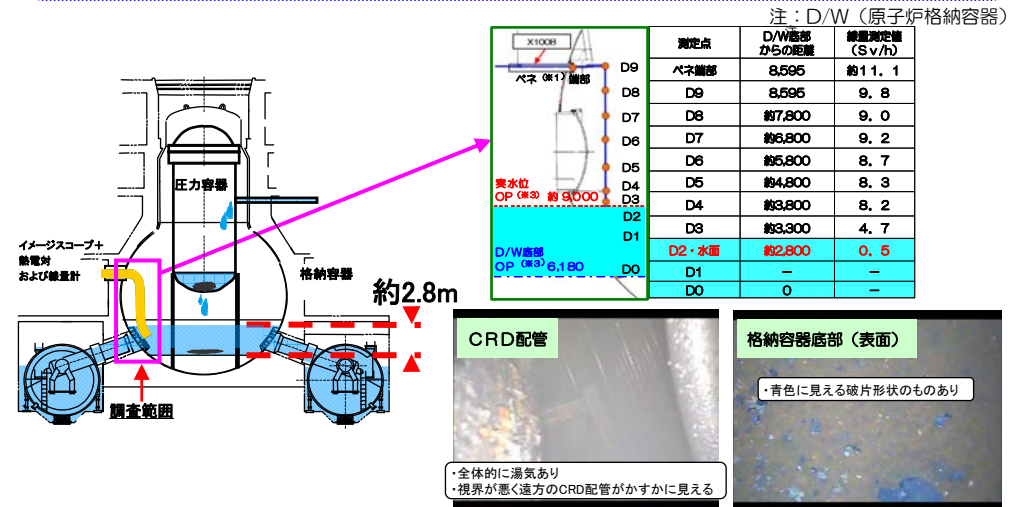 注：D/W（原子炉格納容器）
圧力容器
イメージスコープ＋
熱電対
および線量計
格納容器
約2.8m
調査範囲
X100B
ペネ（※1）端部
D9
D8
D7
D6
D5
D4
D3
D2
D1
D0
実水位
OP（※3） 約 9,000
D/W底部
OP（※3）6,180
測定点 D/W底部からの距離 線量測定値（Sv/h）
ペネ端部 8,595 約11．1
D9 8,595 9．8
D8 約7,800 9．0
D7 約6,800 9．2
D6 約5,800 8．7
D5 約4,800 8．3
D4 約3,800 8．2
D3 約3,300 4．7
D2・水面 約2,800 0．5
D1 － －
D0 0 －
CRD配管
・全体的に湯気あり
・視界が悪く遠方のCRD配管がかすかに見える
格納容器底部（表面）
・青色に見える破片形状のものあり